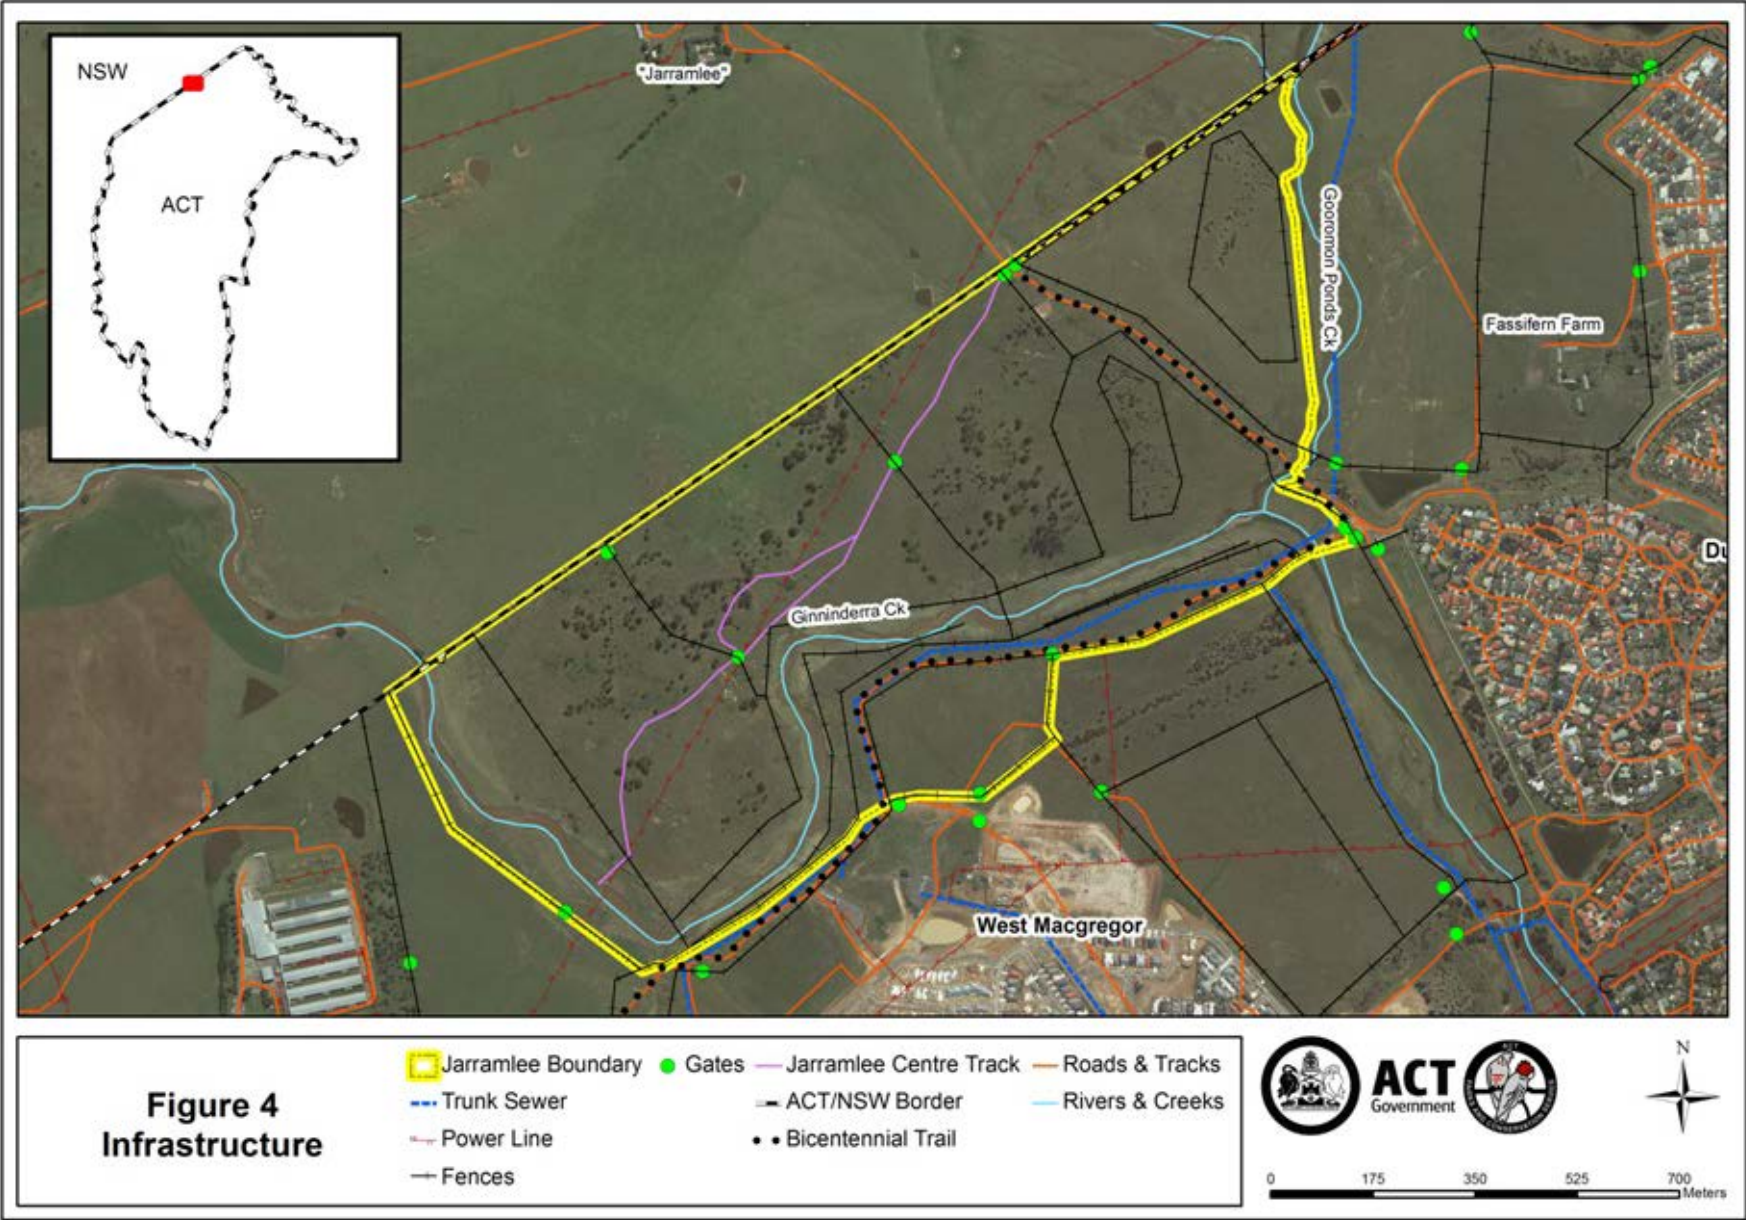 NSW
ACT
"Jarramlee"
Gooromon Ponds Ck
Fassifern Farm
Ginninderra Ck
Du
West Macgregor
Figure 4
Infrastructure
Jarramlee Boundary
Gates
Jarramlee Centre Track
Roads & Tracks
Trunk Sewer
ACT/NSW Border
Rivers & Creeks
Power Line
Bicentennial Trail
Fences
ACT
Government
ACT
N
0 175 350 525 700
Meters